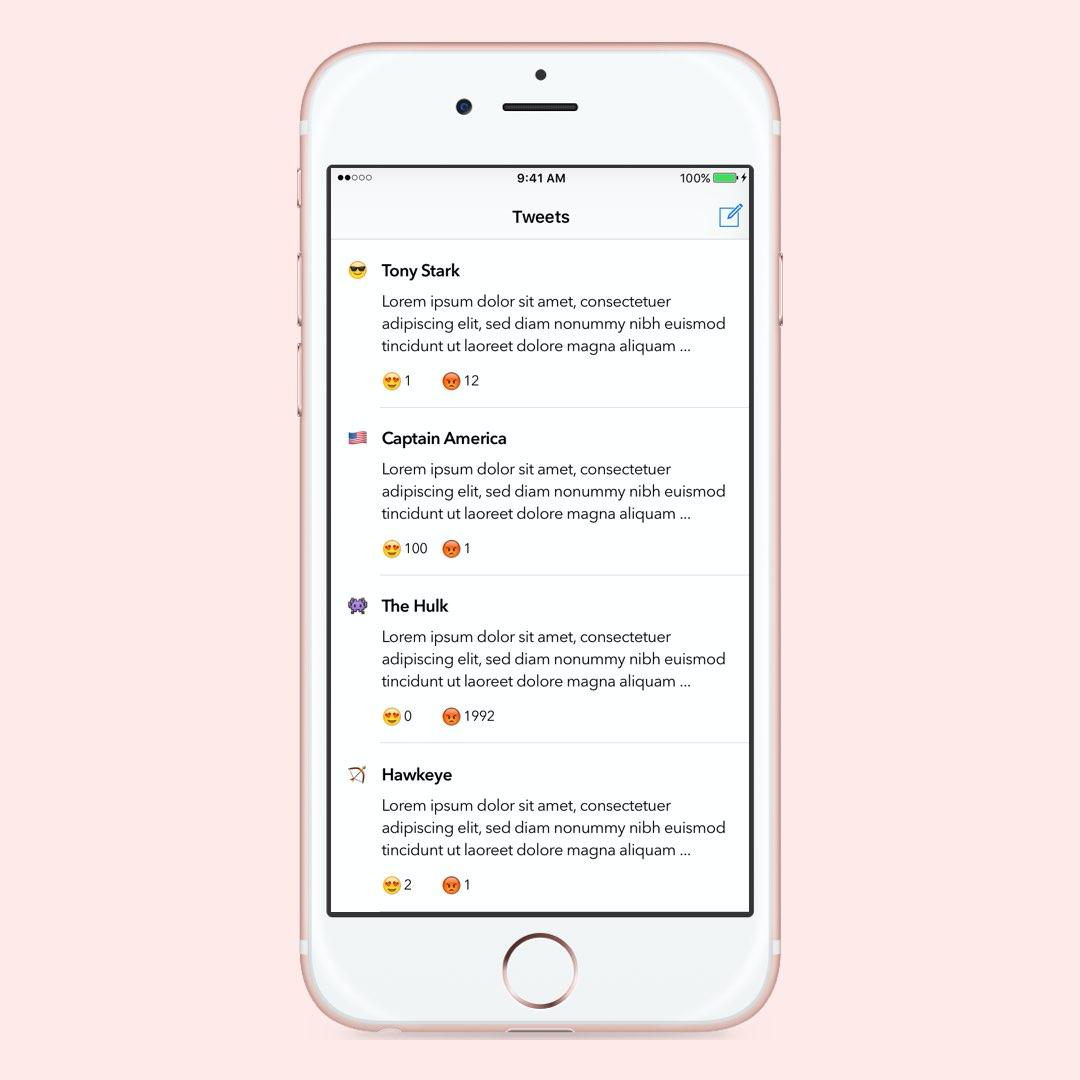 9:41 AM 100%
Tweets
Tony Stark
Lorem ipsum dolor sit amet, consectetuer
adipiscing elit, sed diam nonummy nibh euismod
tincidunt ut laoreet dolore magna aliquam ...
1 12
Captain America
Lorem ipsum dolor sit amet, consectetuer
adipiscing elit, sed diam nonummy nibh euismod
tincidunt ut laoreet dolore magna aliquam ...
100 1
The Hulk
Lorem ipsum dolor sit amet, consectetuer
adipiscing elit, sed diam nonummy nibh euismod
tincidunt ut laoreet dolore magna aliquam ...
0 1992
Hawkeye
Lorem ipsum dolor sit amet, consectetuer
adipiscing elit, sed diam nonummy nibh euismod
tincidunt ut laoreet dolore magna aliquam ...
2 1